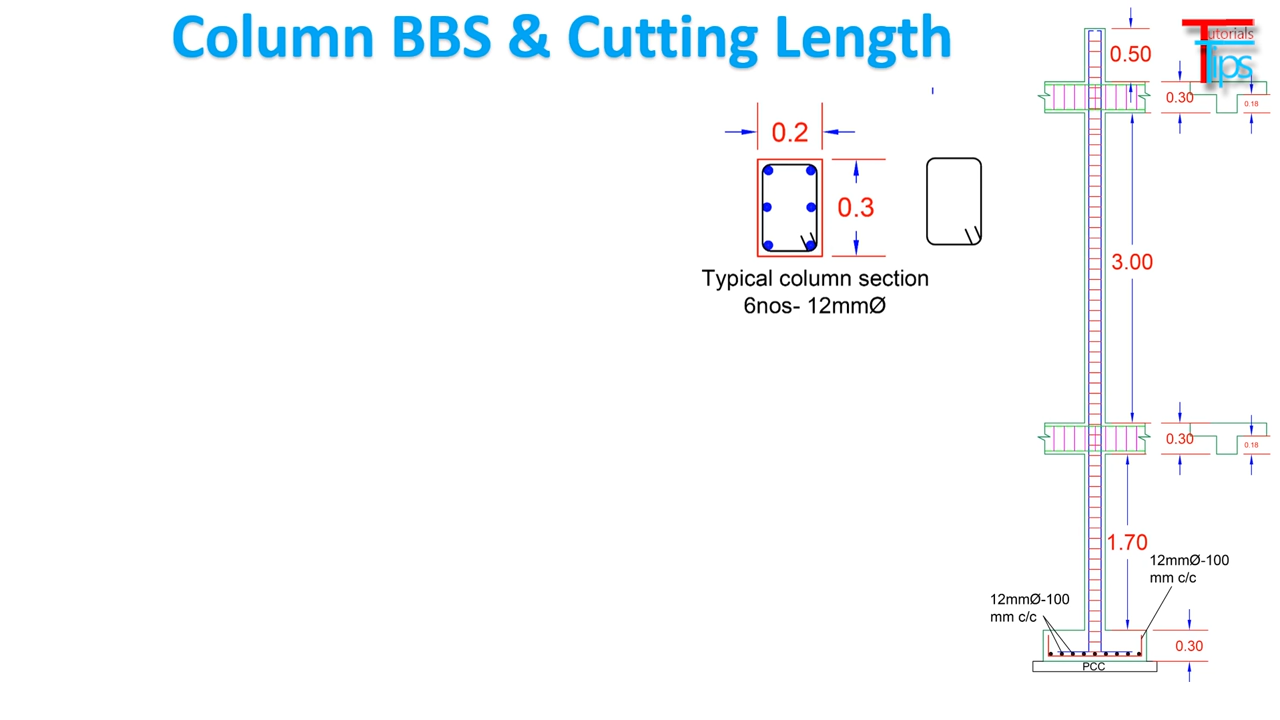 Column BBS & Cutting Length
Tutorials
Tips
0.50
0.30
0.18
0.2
0.3
Typical column section
6nos- 12mmØ
3.00
0.30
0.18
1.70
12mmØ-100
mm c/c
12mmØ-100
mm c/c
0.30
PCC